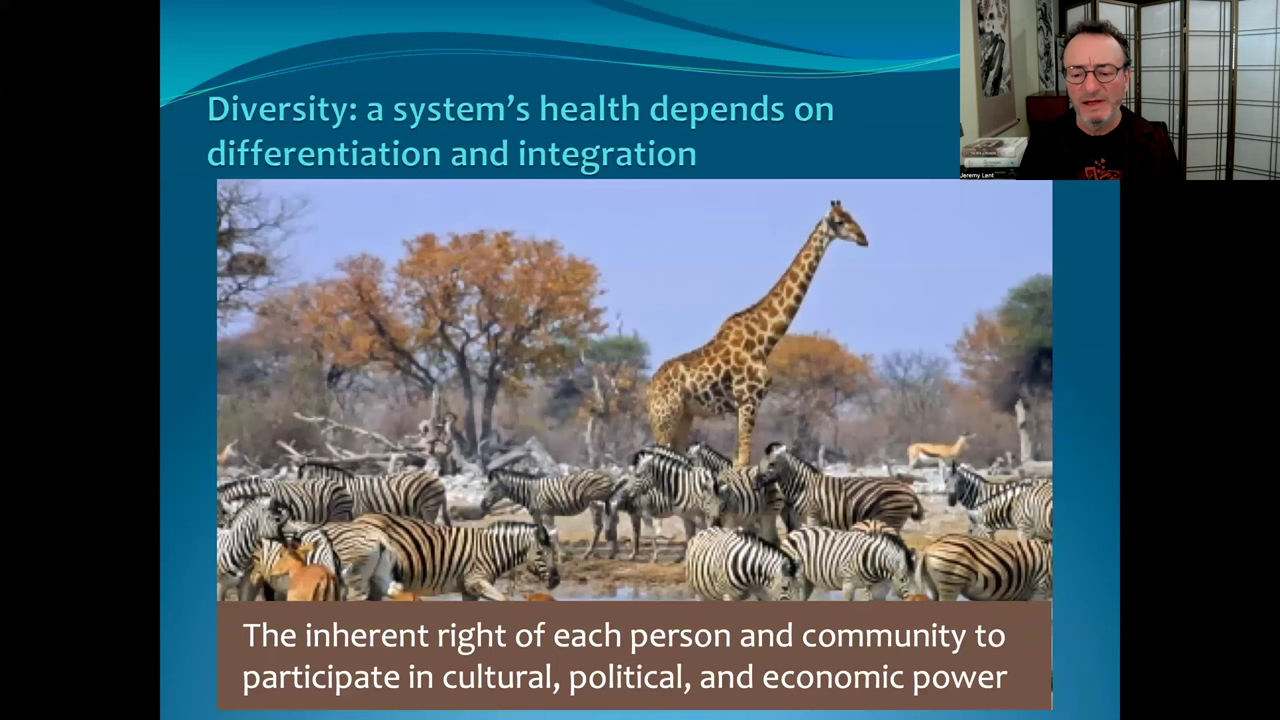 Diversity: a system's health depends on
differentiation and integration
Jeremy Lent
The inherent right of each person and community to
participate in cultural, political, and economic power